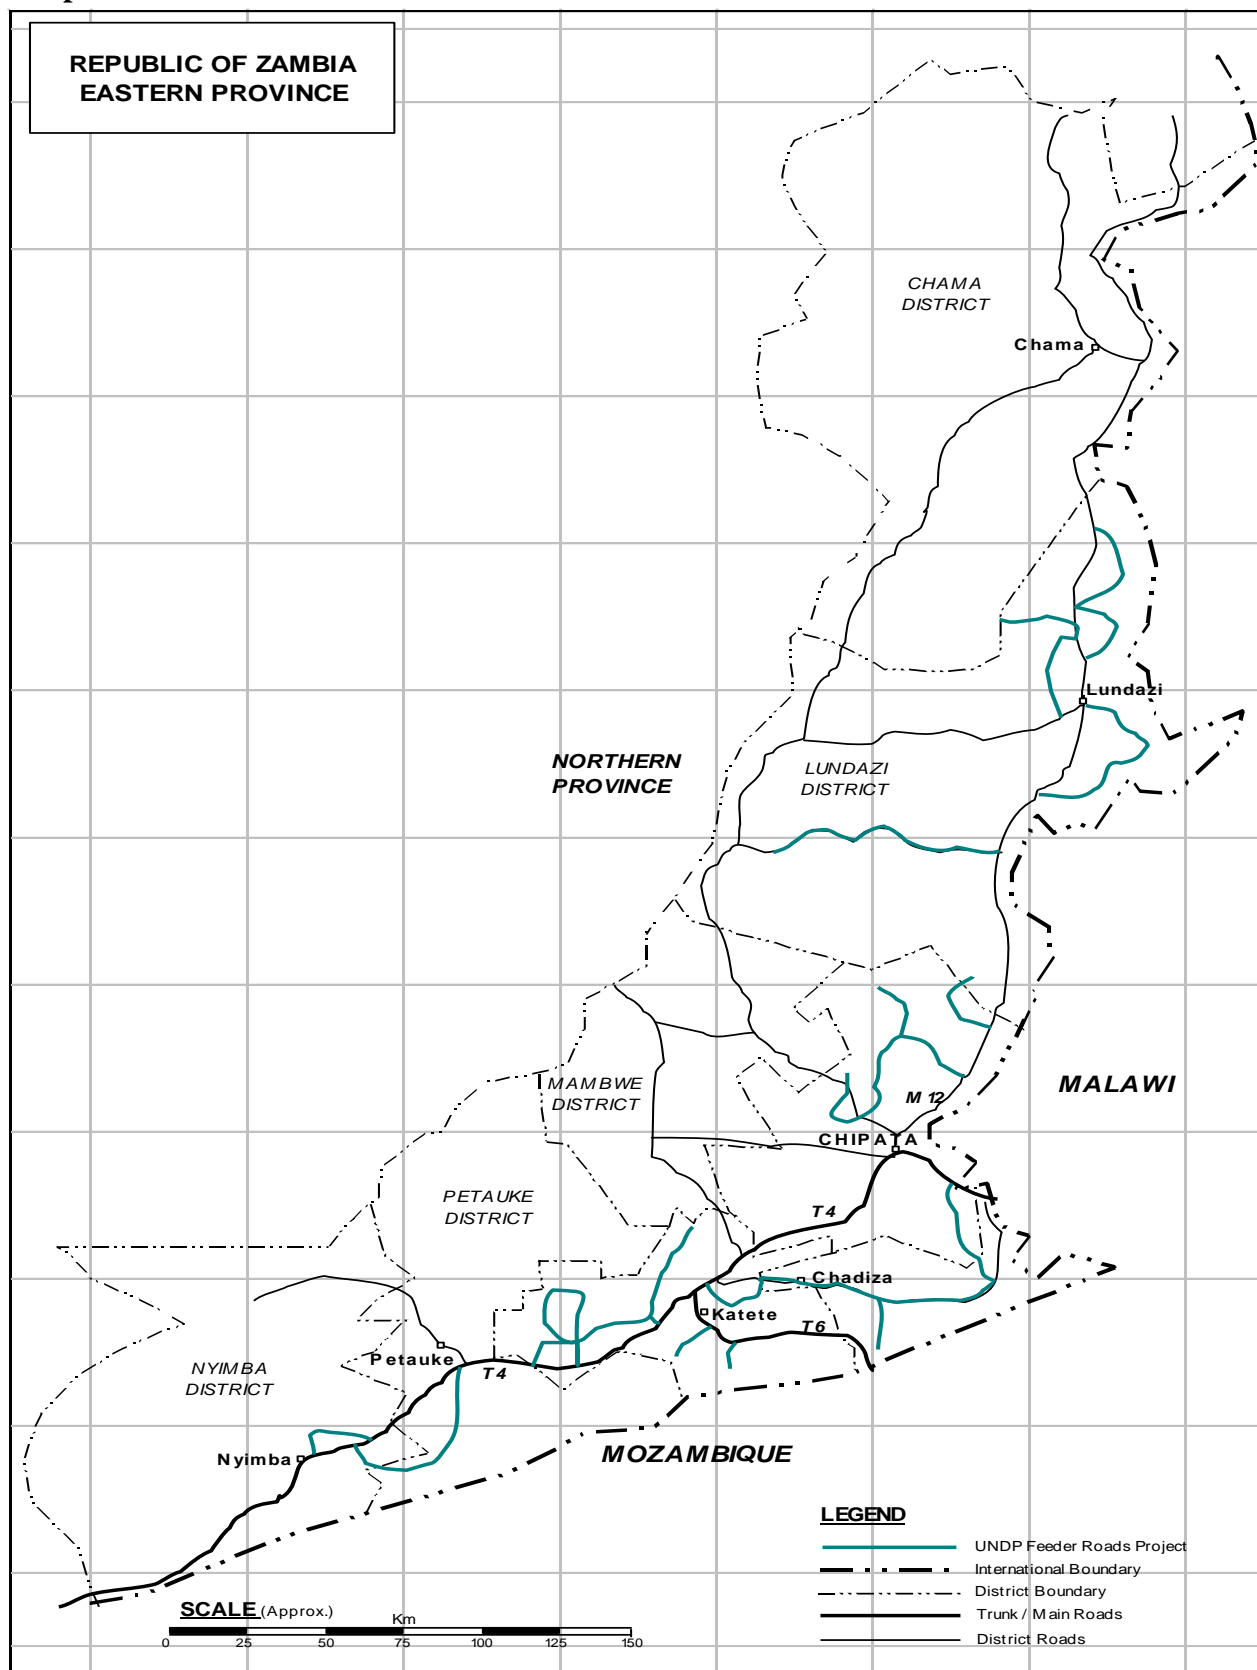 REPUBLIC OF ZAMBIA
EASTERN PROVINCE
CHAMA
DISTRICT
Chama
Lundazi
NORTHERN
PROVINCE
LUNDAZI
DISTRICT
MAMBWE
DISTRICT
M 12
MALAWI
CHIPATA
PETAUKE
DISTRICT
T4
Chadiza
Katete
T6
Petauke
T4
NYIMBA
DISTRICT
Nyimba
MOZAMBIQUE
LEGEND
UNDP Feeder Roads Project
International Boundary
District Boundary
Trunk / Main Roads
District Roads
SCALE (Approx.)
Km
0 25 50 75 100 125 150